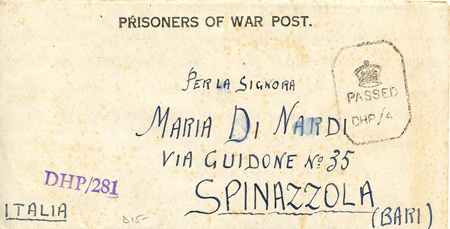 PRISONERS OF WAR POST.
PER LA SIGNORA
PASSED
DHP/4
MARIA DI NARDI
VIA GUIDONE Nº 35
DHP/281
SPINAZZOLA
ITALIA
(BARI)